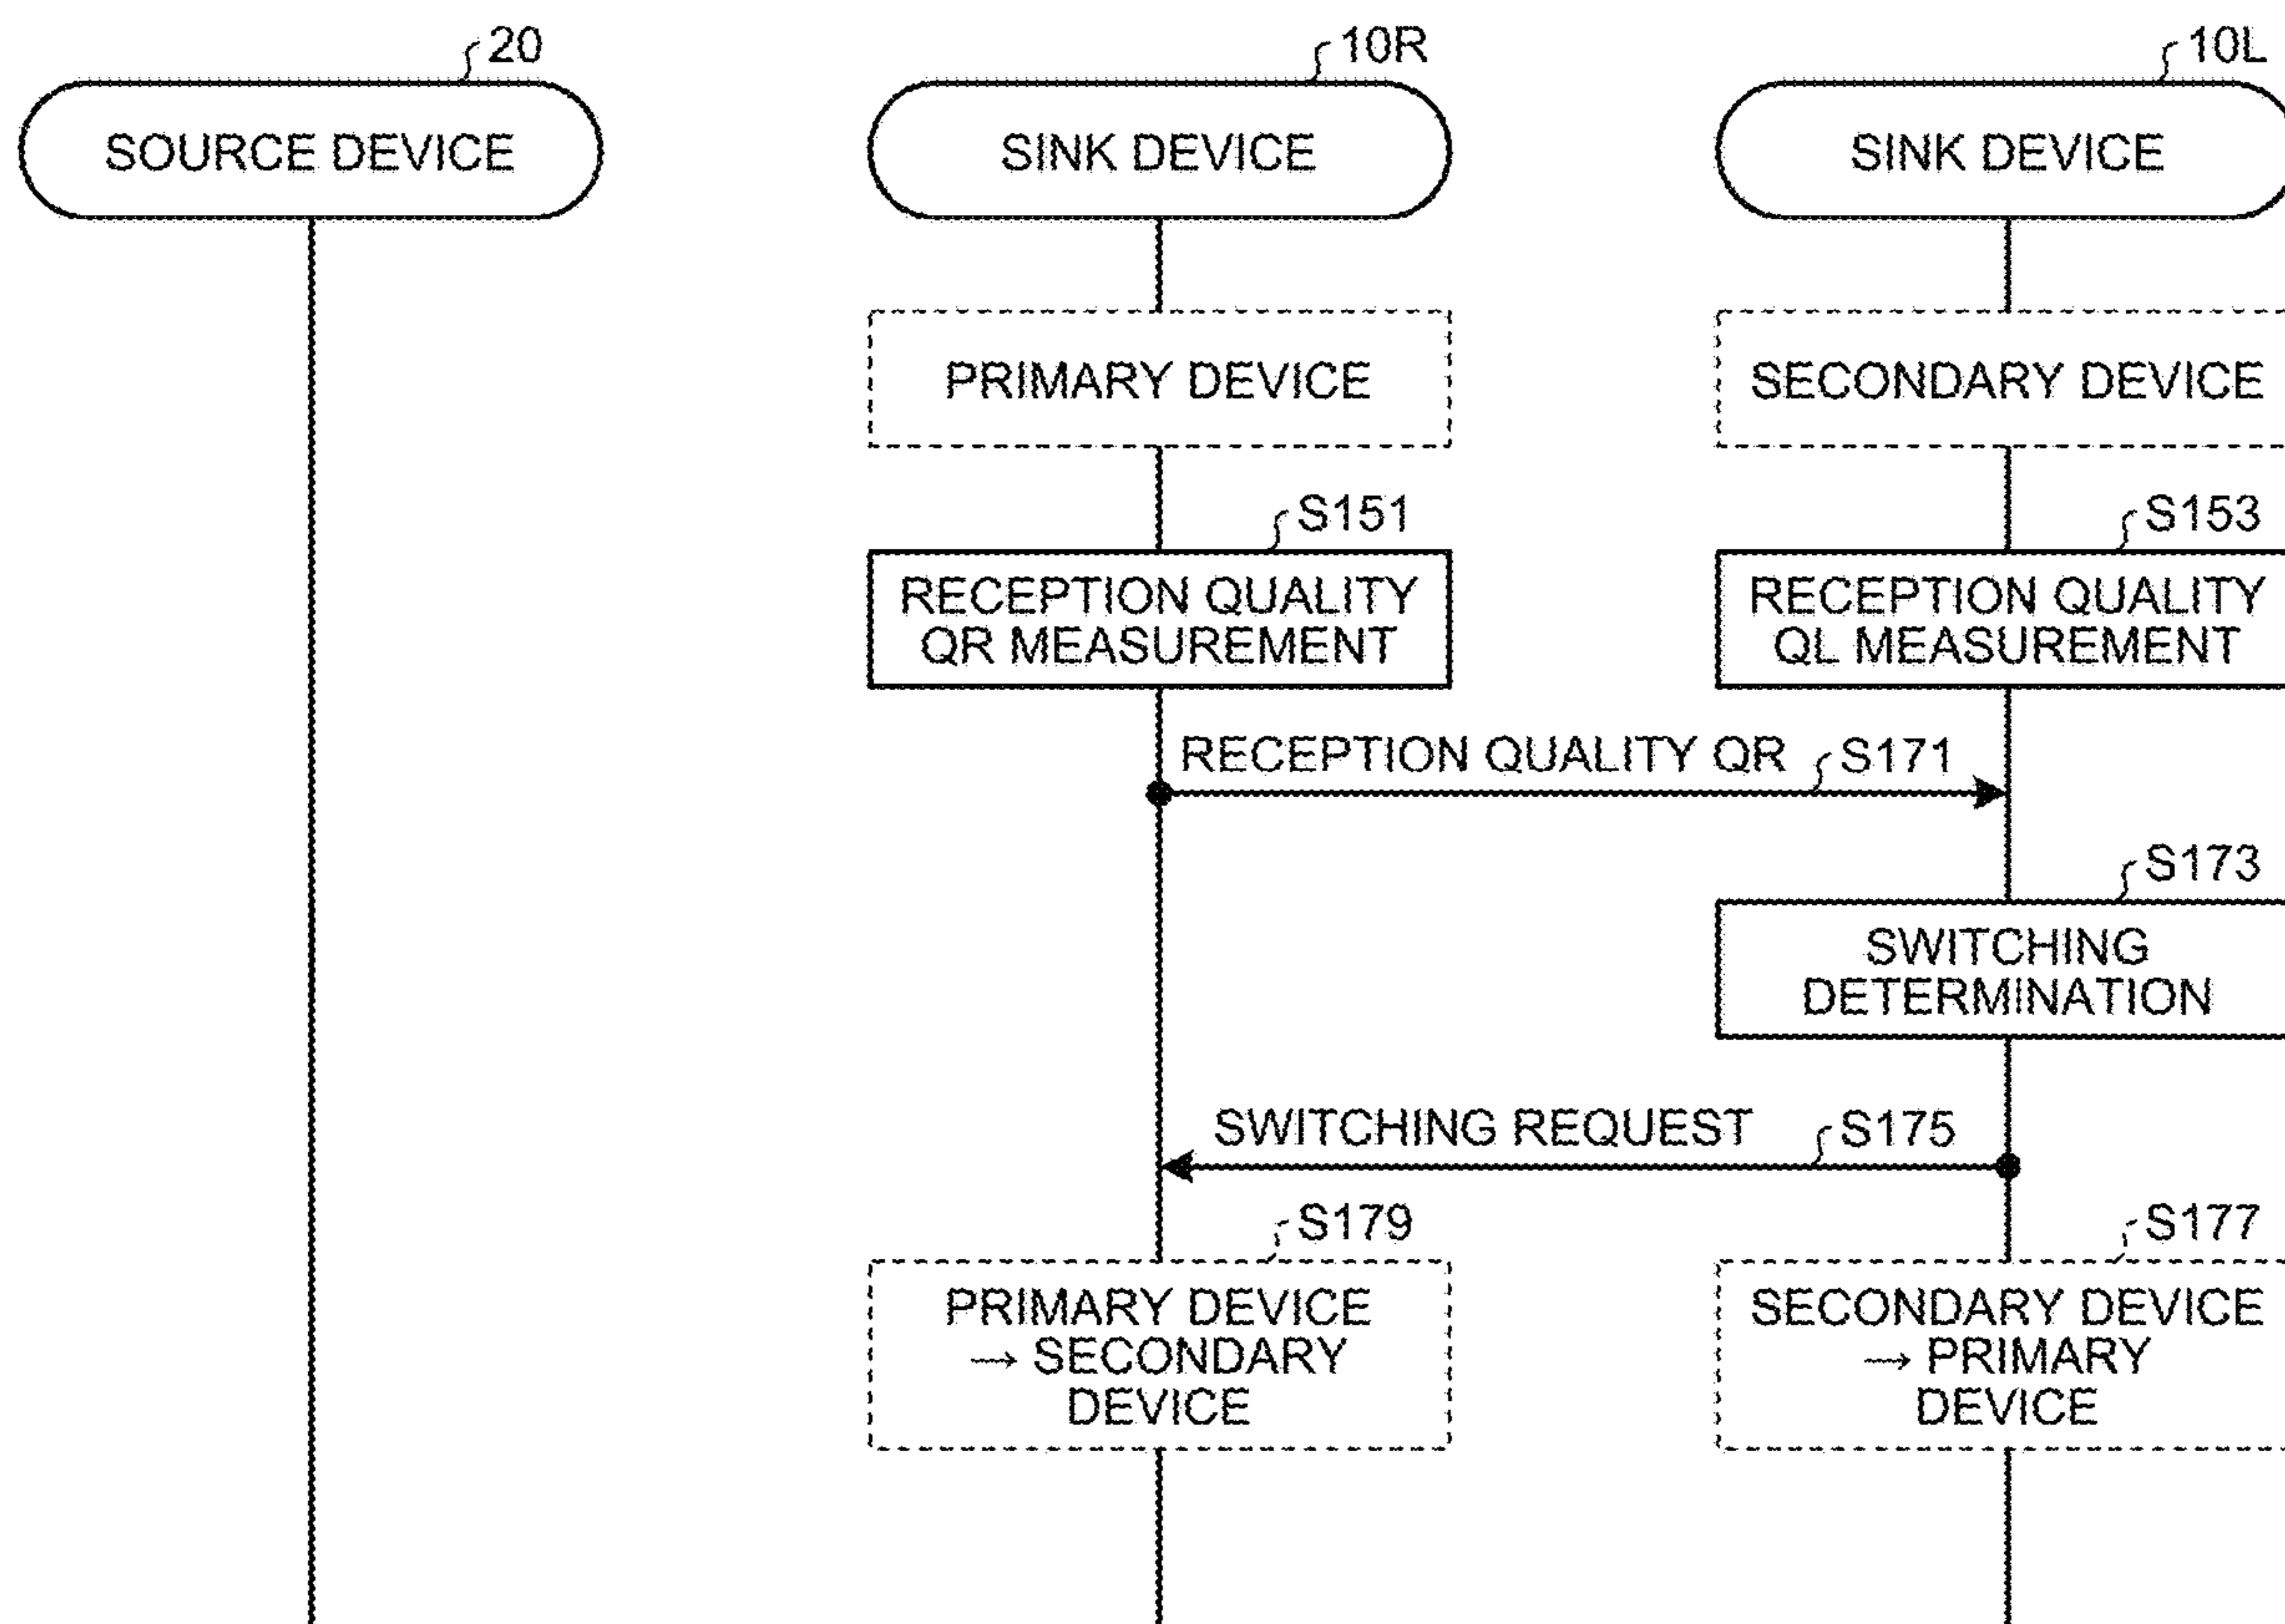 20
10R
10L
SOURCE DEVICE
SINK DEVICE
SINK DEVICE
PRIMARY DEVICE
SECONDARY DEVICE
S151
S153
RECEPTION QUALITY
QR MEASUREMENT
RECEPTION QUALITY
QL MEASUREMENT
RECEPTION QUALITY QR
S171
S173
SWITCHING
DETERMINATION
SWITCHING REQUEST
S175
S179
S177
PRIMARY DEVICE
→ SECONDARY
DEVICE
SECONDARY DEVICE
→ PRIMARY
DEVICE